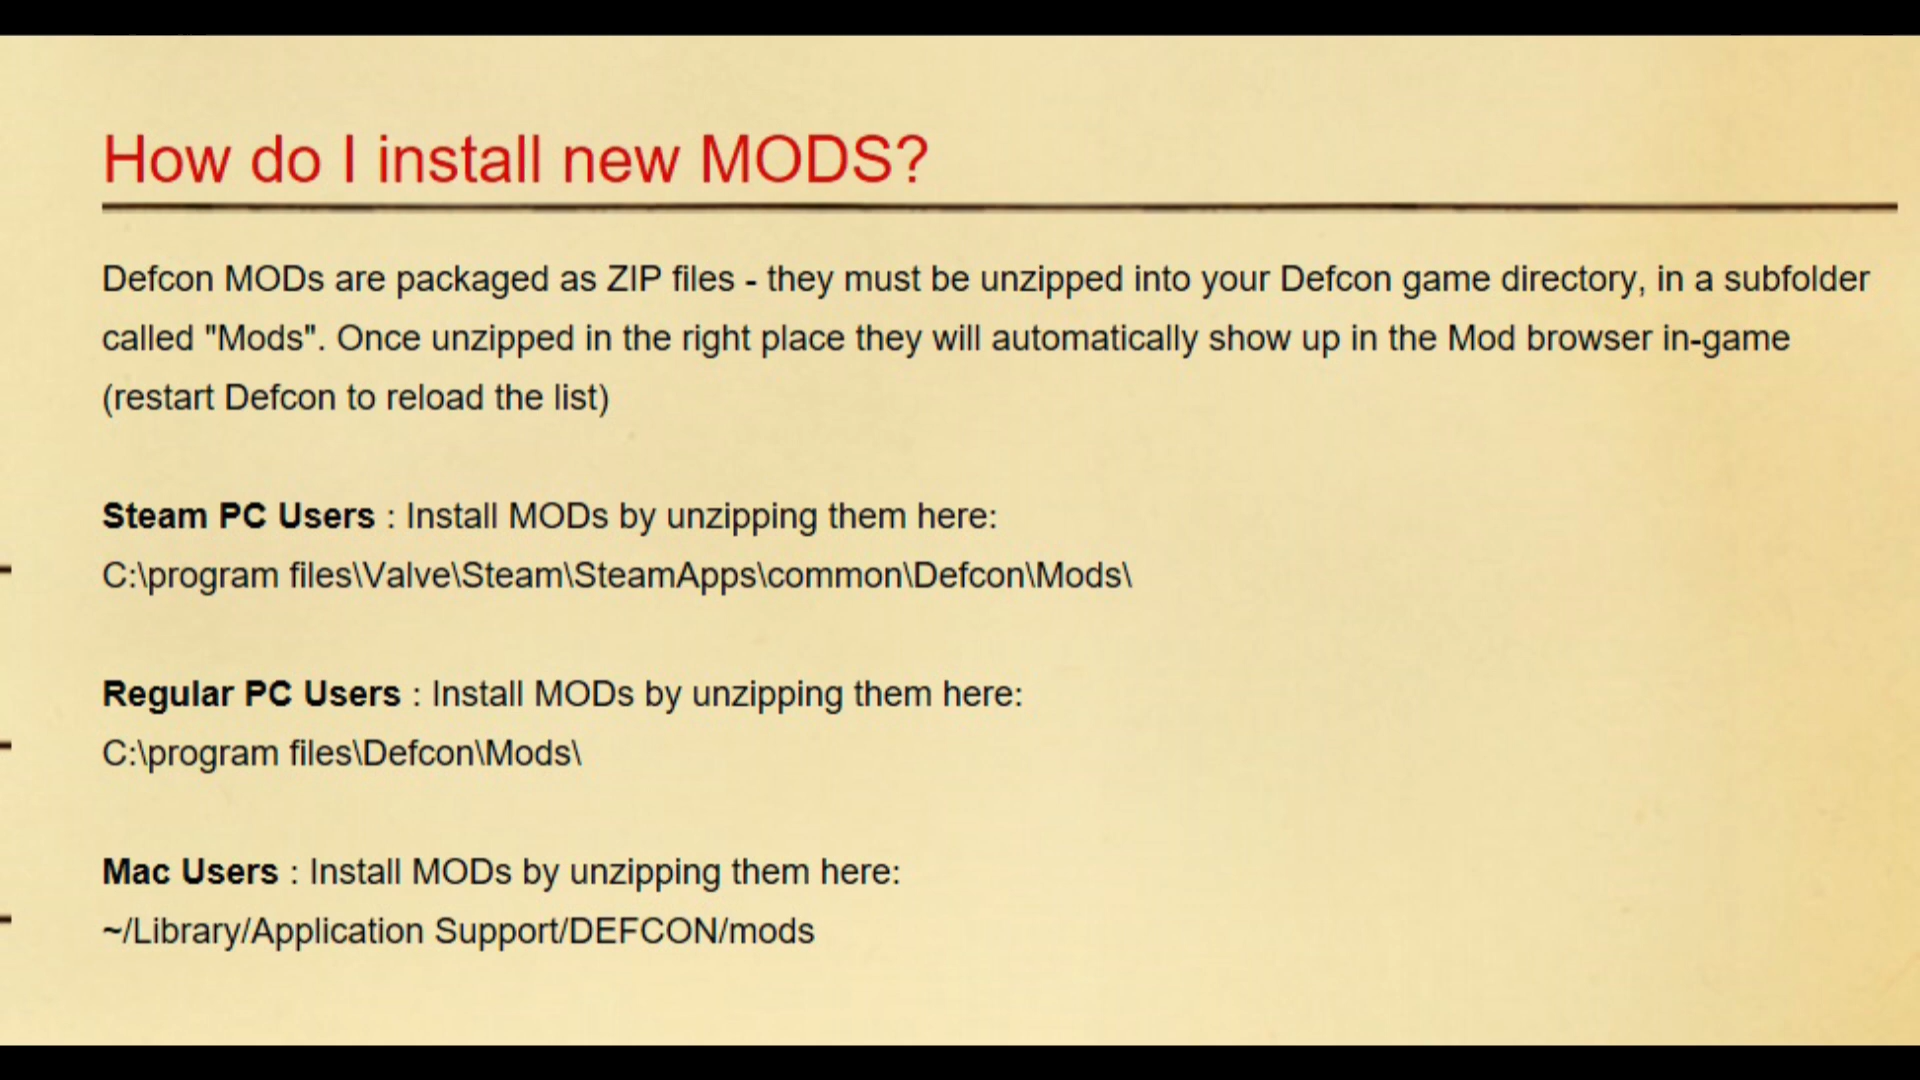 How do I install new MODS?
Defcon MODs are packaged as ZIP files - they must be unzipped into your Defcon game directory, in a subfolder
called "Mods". Once unzipped in the right place they will automatically show up in the Mod browser in-game
(restart Defcon to reload the list)
Steam PC Users : Install MODs by unzipping them here:
C:\program files\Valve\Steam\SteamApps\common\Defcon\Mods\
Regular PC Users : Install MODs by unzipping them here:
C:\program files\Defcon\Mods\
Mac Users : Install MODs by unzipping them here:
~/Library/Application Support/DEFCON/mods